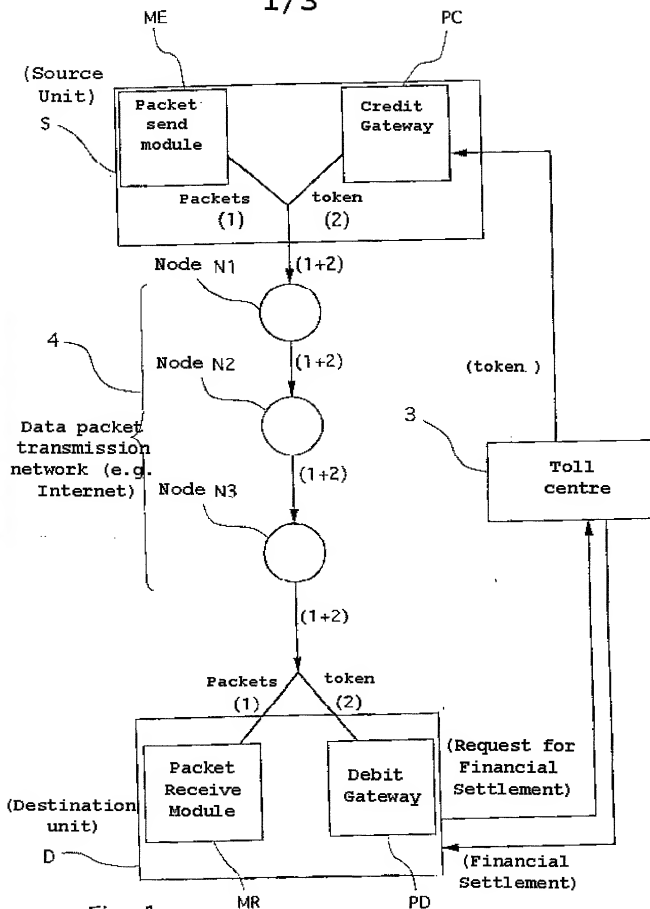 1/3
ME
PC
(Source
Unit)
S
Packet
send
module
Credit
Gateway
Packets
(1)
token
(2)
Node N1
(1+2)
4
Node N2
(1+2)
(token )
3
Data packet
transmission
network (e.g.
Internet)
Node N3
(1+2)
Toll
centre
(1+2)
Packets
(1)
token
(2)
Packet
Receive
Module
Debit
Gateway
(Request for
Financial
Settlement)
(Destination
unit)
D
(Financial
Settlement)
MR
PD